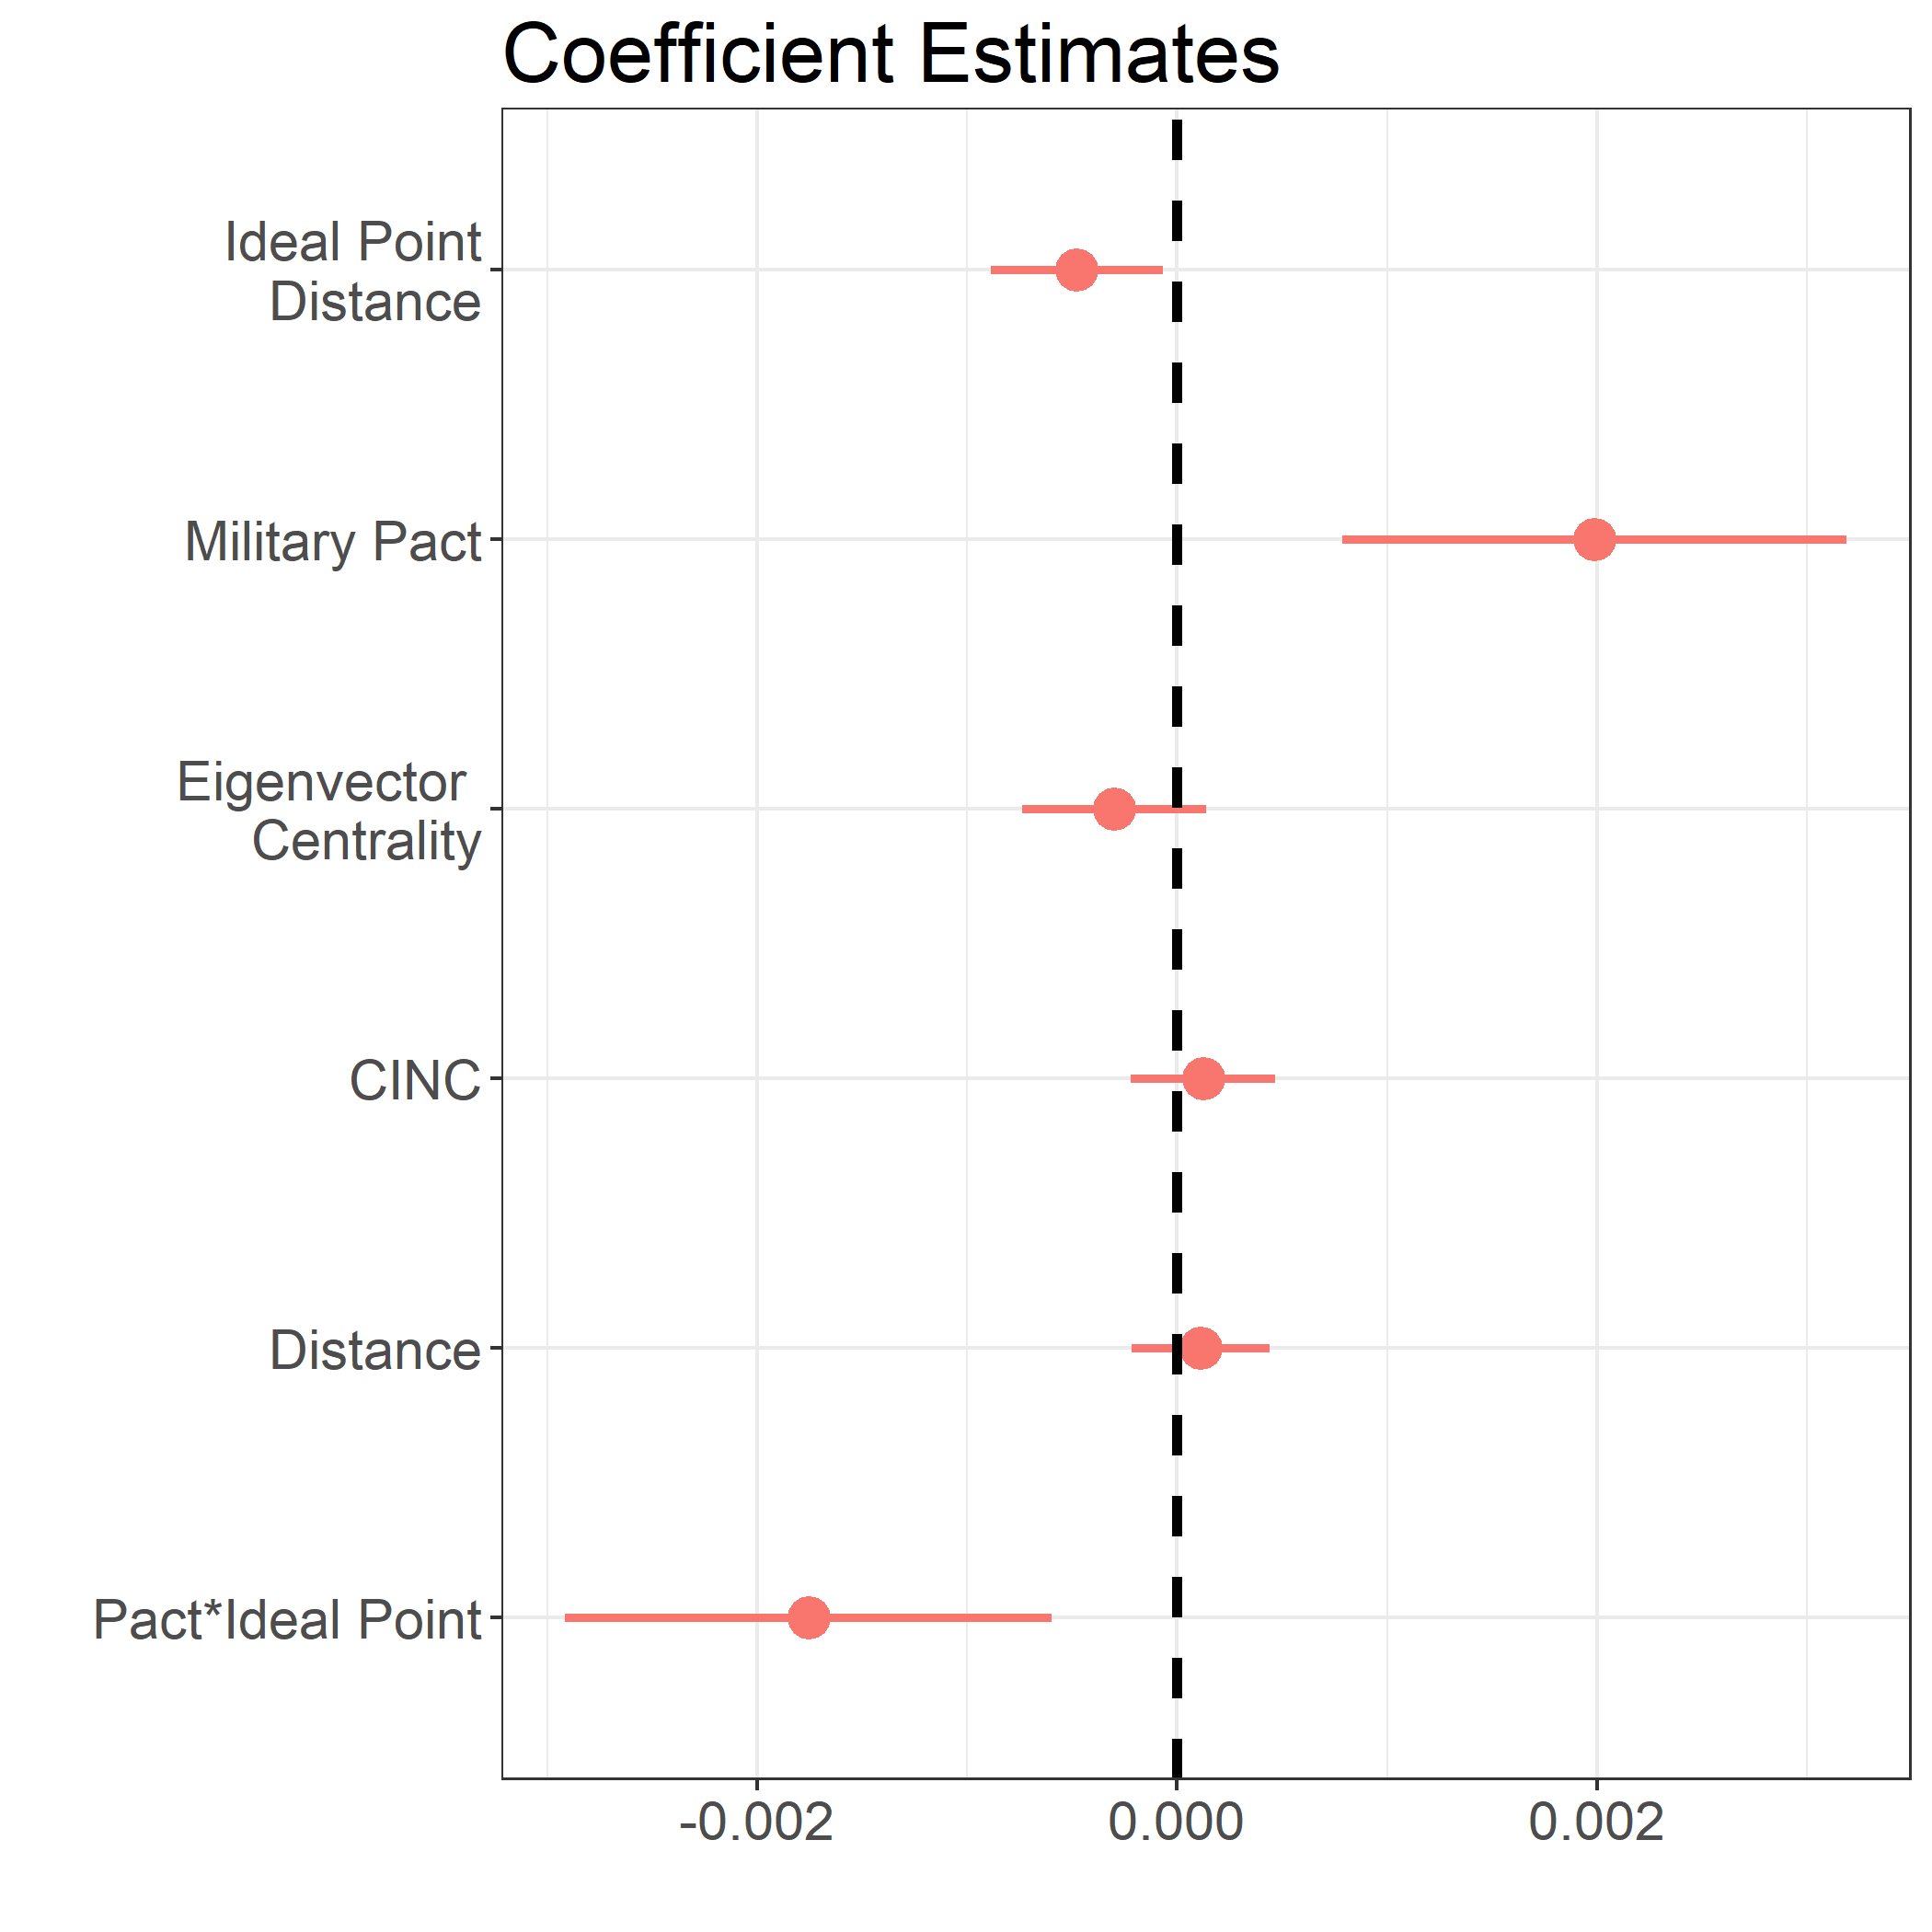 Coefficient Estimates
Ideal Point
Distance
Military Pact
Eigenvector
Centrality
CINC
Distance
Pact*Ideal Point
-0.002
0.000
0.002